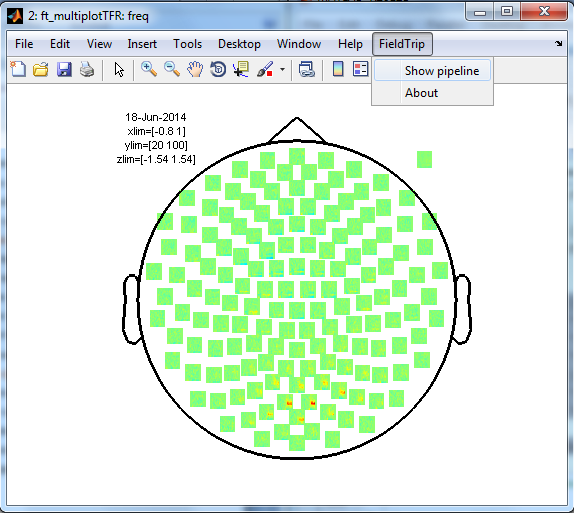 2: ft_multiplotTFR: freq
File Edit View Insert Tools Desktop Window Help FieldTrip
Show pipeline
About
18-Jun-2014
xlim=[-0.8 1]
ylim=[20 100]
zlim=[-1.54 1.54]